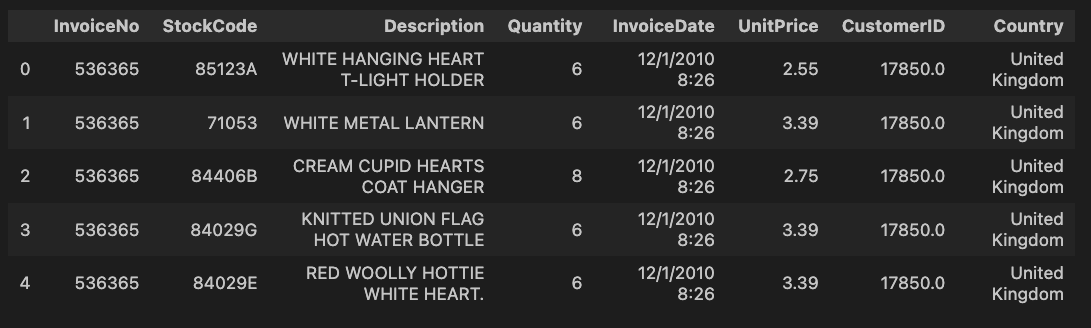 InvoiceNo StockCode Description Quantity InvoiceDate UnitPrice CustomerID Country
0 536365 85123A WHITE HANGING HEART T-LIGHT HOLDER 6 12/1/2010 8:26 2.55 17850.0 United Kingdom
1 536365 71053 WHITE METAL LANTERN 6 12/1/2010 8:26 3.39 17850.0 United Kingdom
2 536365 84406B CREAM CUPID HEARTS COAT HANGER 8 12/1/2010 8:26 2.75 17850.0 United Kingdom
3 536365 84029G KNITTED UNION FLAG HOT WATER BOTTLE 6 12/1/2010 8:26 3.39 17850.0 United Kingdom
4 536365 84029E RED WOOLLY HOTTIE WHITE HEART. 6 12/1/2010 8:26 3.39 17850.0 United Kingdom